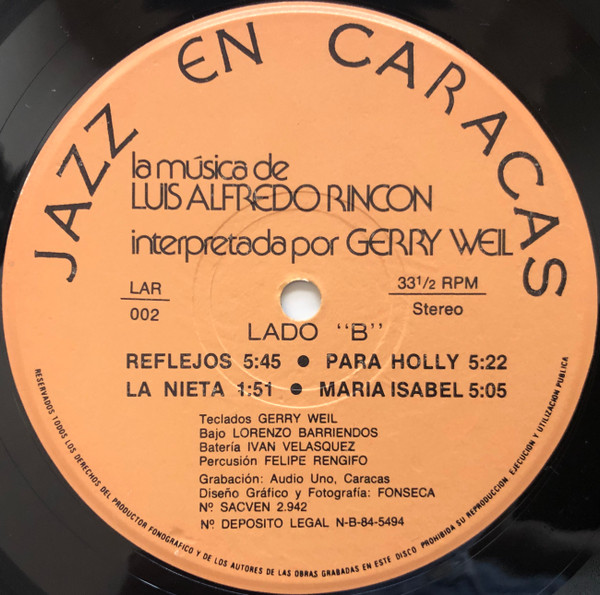 JAZZ EN CARACAS
la música de
LUIS ALFREDO RINCON
interpretada por GERRY WEIL
LAR
002
33 1/2 RPM
Stereo
LADO "B"
REFLEJOS 5:45 ● PARA HOLLY 5:22
LA NIETA 1:51 ● MARIA ISABEL 5:05
Teclados GERRY WEIL
Bajo LORENZO BARRIENDOS
Batería IVAN VELASQUEZ
Percusión FELIPE RENGIFO
Grabación: Audio Uno, Caracas
Diseño Gráfico y Fotografía: FONSECA
Nº SACVEN 2.942
Nº DEPOSITO LEGAL N-B-84-5494
RESERVADOS TODOS LOS DERECHOS DEL PRODUCTOR FONOGRAFICO Y DE LOS AUTORES DE LAS OBRAS GRABADAS EN ESTE DISCO PROHIBIDA SU REPRODUCCION, EJECUCION Y UTILIZACION PUBLICA